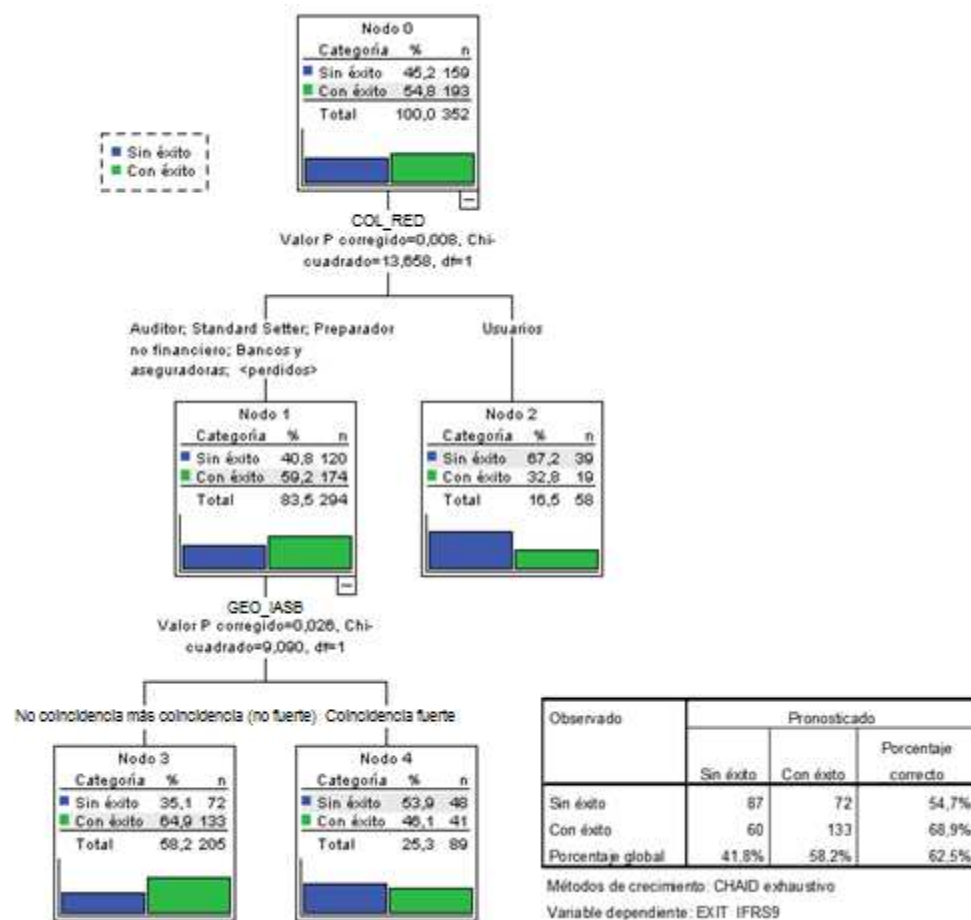 Nodo 0
Categoría % n
Sin éxito 45,2 159
Con éxito 54,8 193
Total 100,0 352
Sin éxito
Con éxito
COL_RED
Valor P corregido=0,008, Chi-
cuadrado=13,658, df=1
Auditor; Standard Setter; Preparador
no financiero; Bancos y
aseguradoras; <perdidos>
Usuarios
Nodo 1
Categoría % n
Sin éxito 40,8 120
Con éxito 59,2 174
Total 83,5 294
Nodo 2
Categoría % n
Sin éxito 67,2 39
Con éxito 32,8 19
Total 16,5 58
GEO_IASB
Valor P corregido=0,026, Chi-
cuadrado=9,090, df=1
No coincidencia más coincidencia (no fuerte)
Coincidencia fuerte
Nodo 3
Categoría % n
Sin éxito 35,1 72
Con éxito 64,9 133
Total 58,2 205
Nodo 4
Categoría % n
Sin éxito 53,9 48
Con éxito 46,1 41
Total 25,3 89
Observado Pronosticado
Sin éxito Con éxito Porcentaje
correcto
Sin éxito 87 72 54,7%
Con éxito 60 133 68,9%
Porcentaje global 41.8% 58.2% 62.5%
Métodos de crecimiento: CHAID exhaustivo
Variable dependiente: EXIT_IFRS9